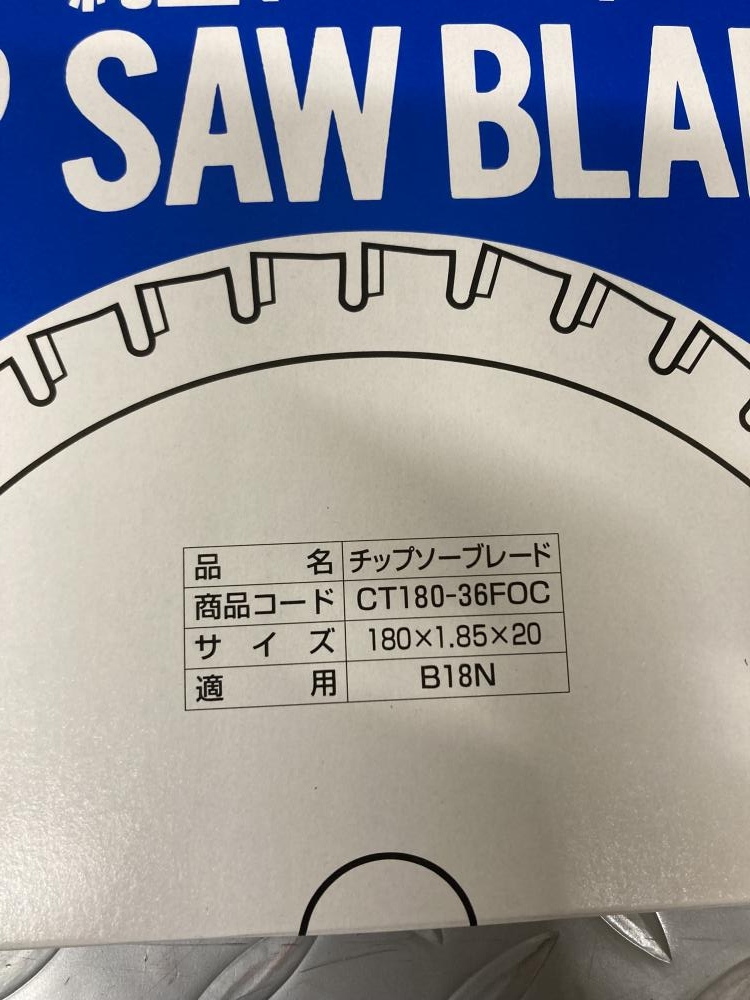 SAW BLA
品名 チップソーブレード
商品コード CT180-36FOC
サイズ 180×1.85×20
適用 B18N